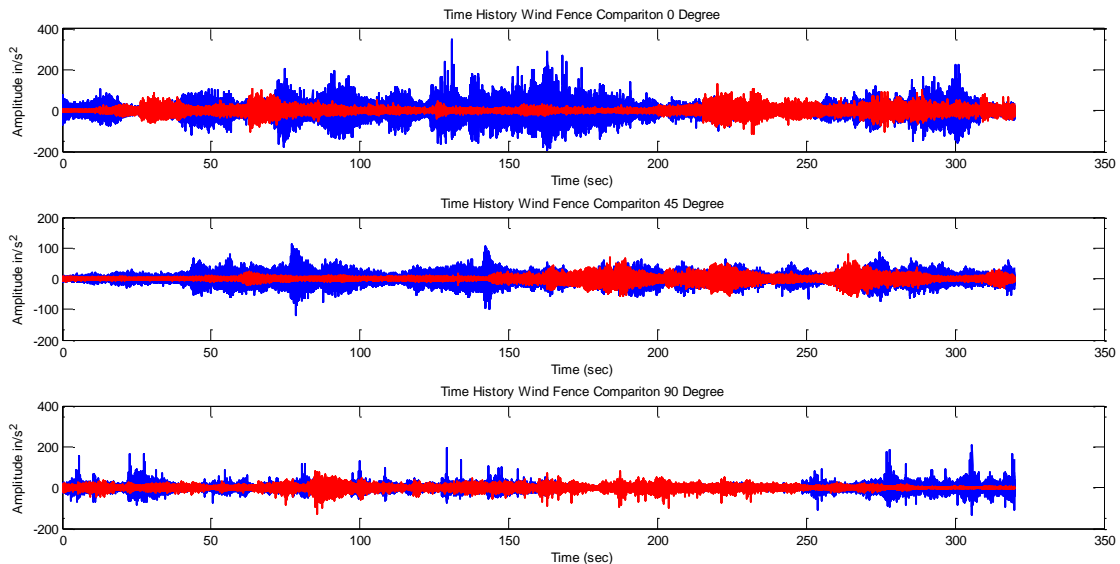 Time History Wind Fence Compariton 0 Degree
400
200
0
-200
Amplitude in/s²
0 50 100 150 200 250 300 350
Time (sec)
Time History Wind Fence Compariton 45 Degree
200
100
0
-100
-200
Amplitude in/s²
0 50 100 150 200 250 300 350
Time (sec)
Time History Wind Fence Compariton 90 Degree
400
200
0
-200
Amplitude in/s²
0 50 100 150 200 250 300 350
Time (sec)